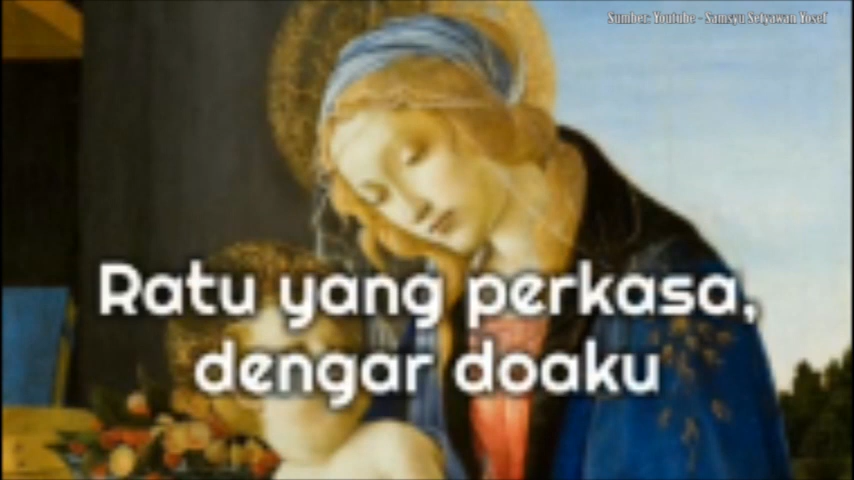 Sumber: Youtube - Samsyu Setyawan Yosef
Ratu yang perkasa,
dengar doaku